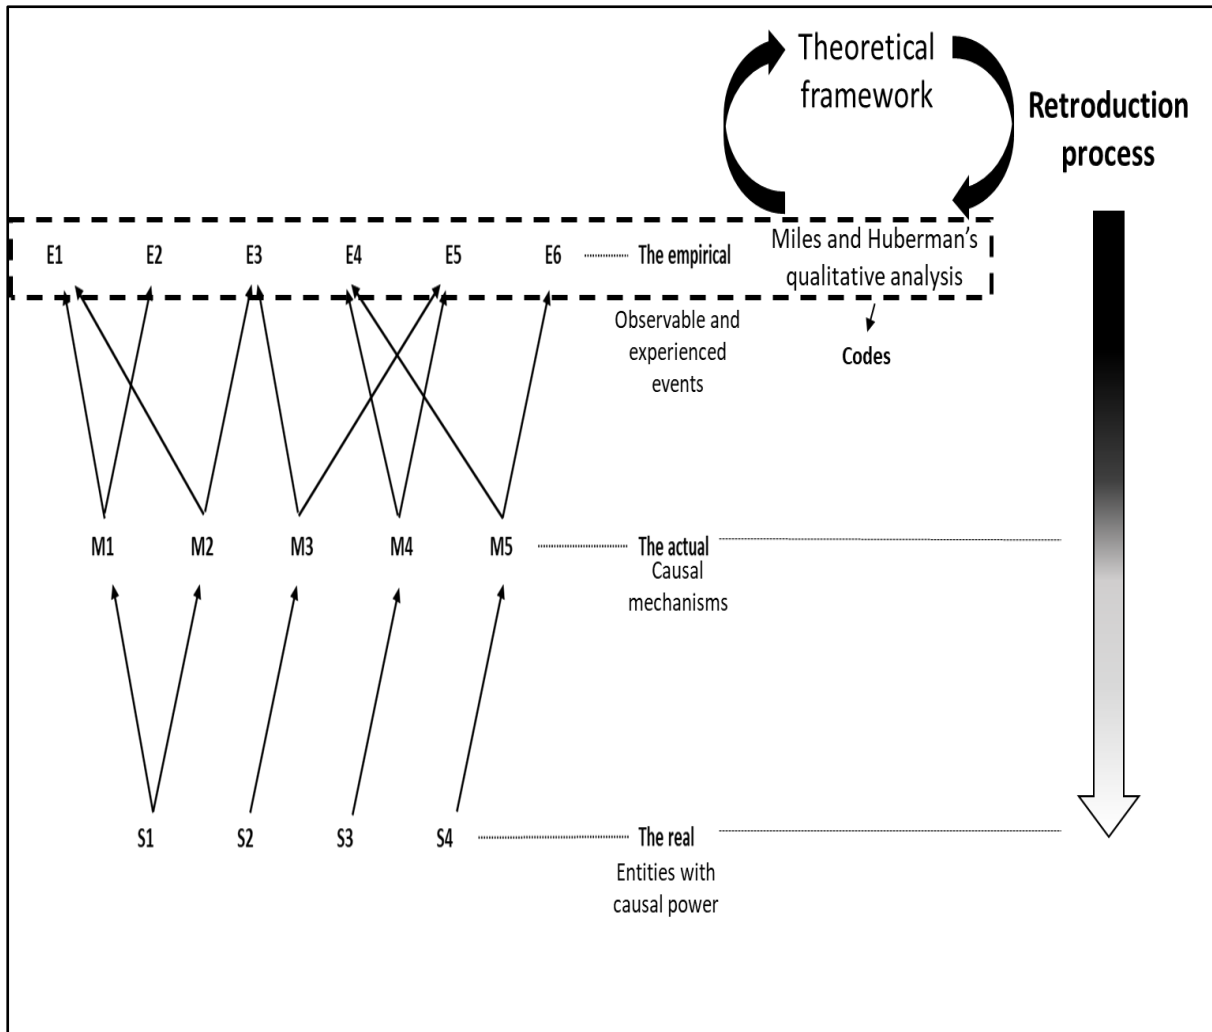 Theoretical
framework
Retroduction
process
E1 E2 E3 E4 E5 E6 The empirical
Miles and Huberman's
qualitative analysis
Observable and
experienced
events
Codes
M1 M2 M3 M4 M5 The actual
Causal
mechanisms
S1 S2 S3 S4 The real
Entities with
causal power